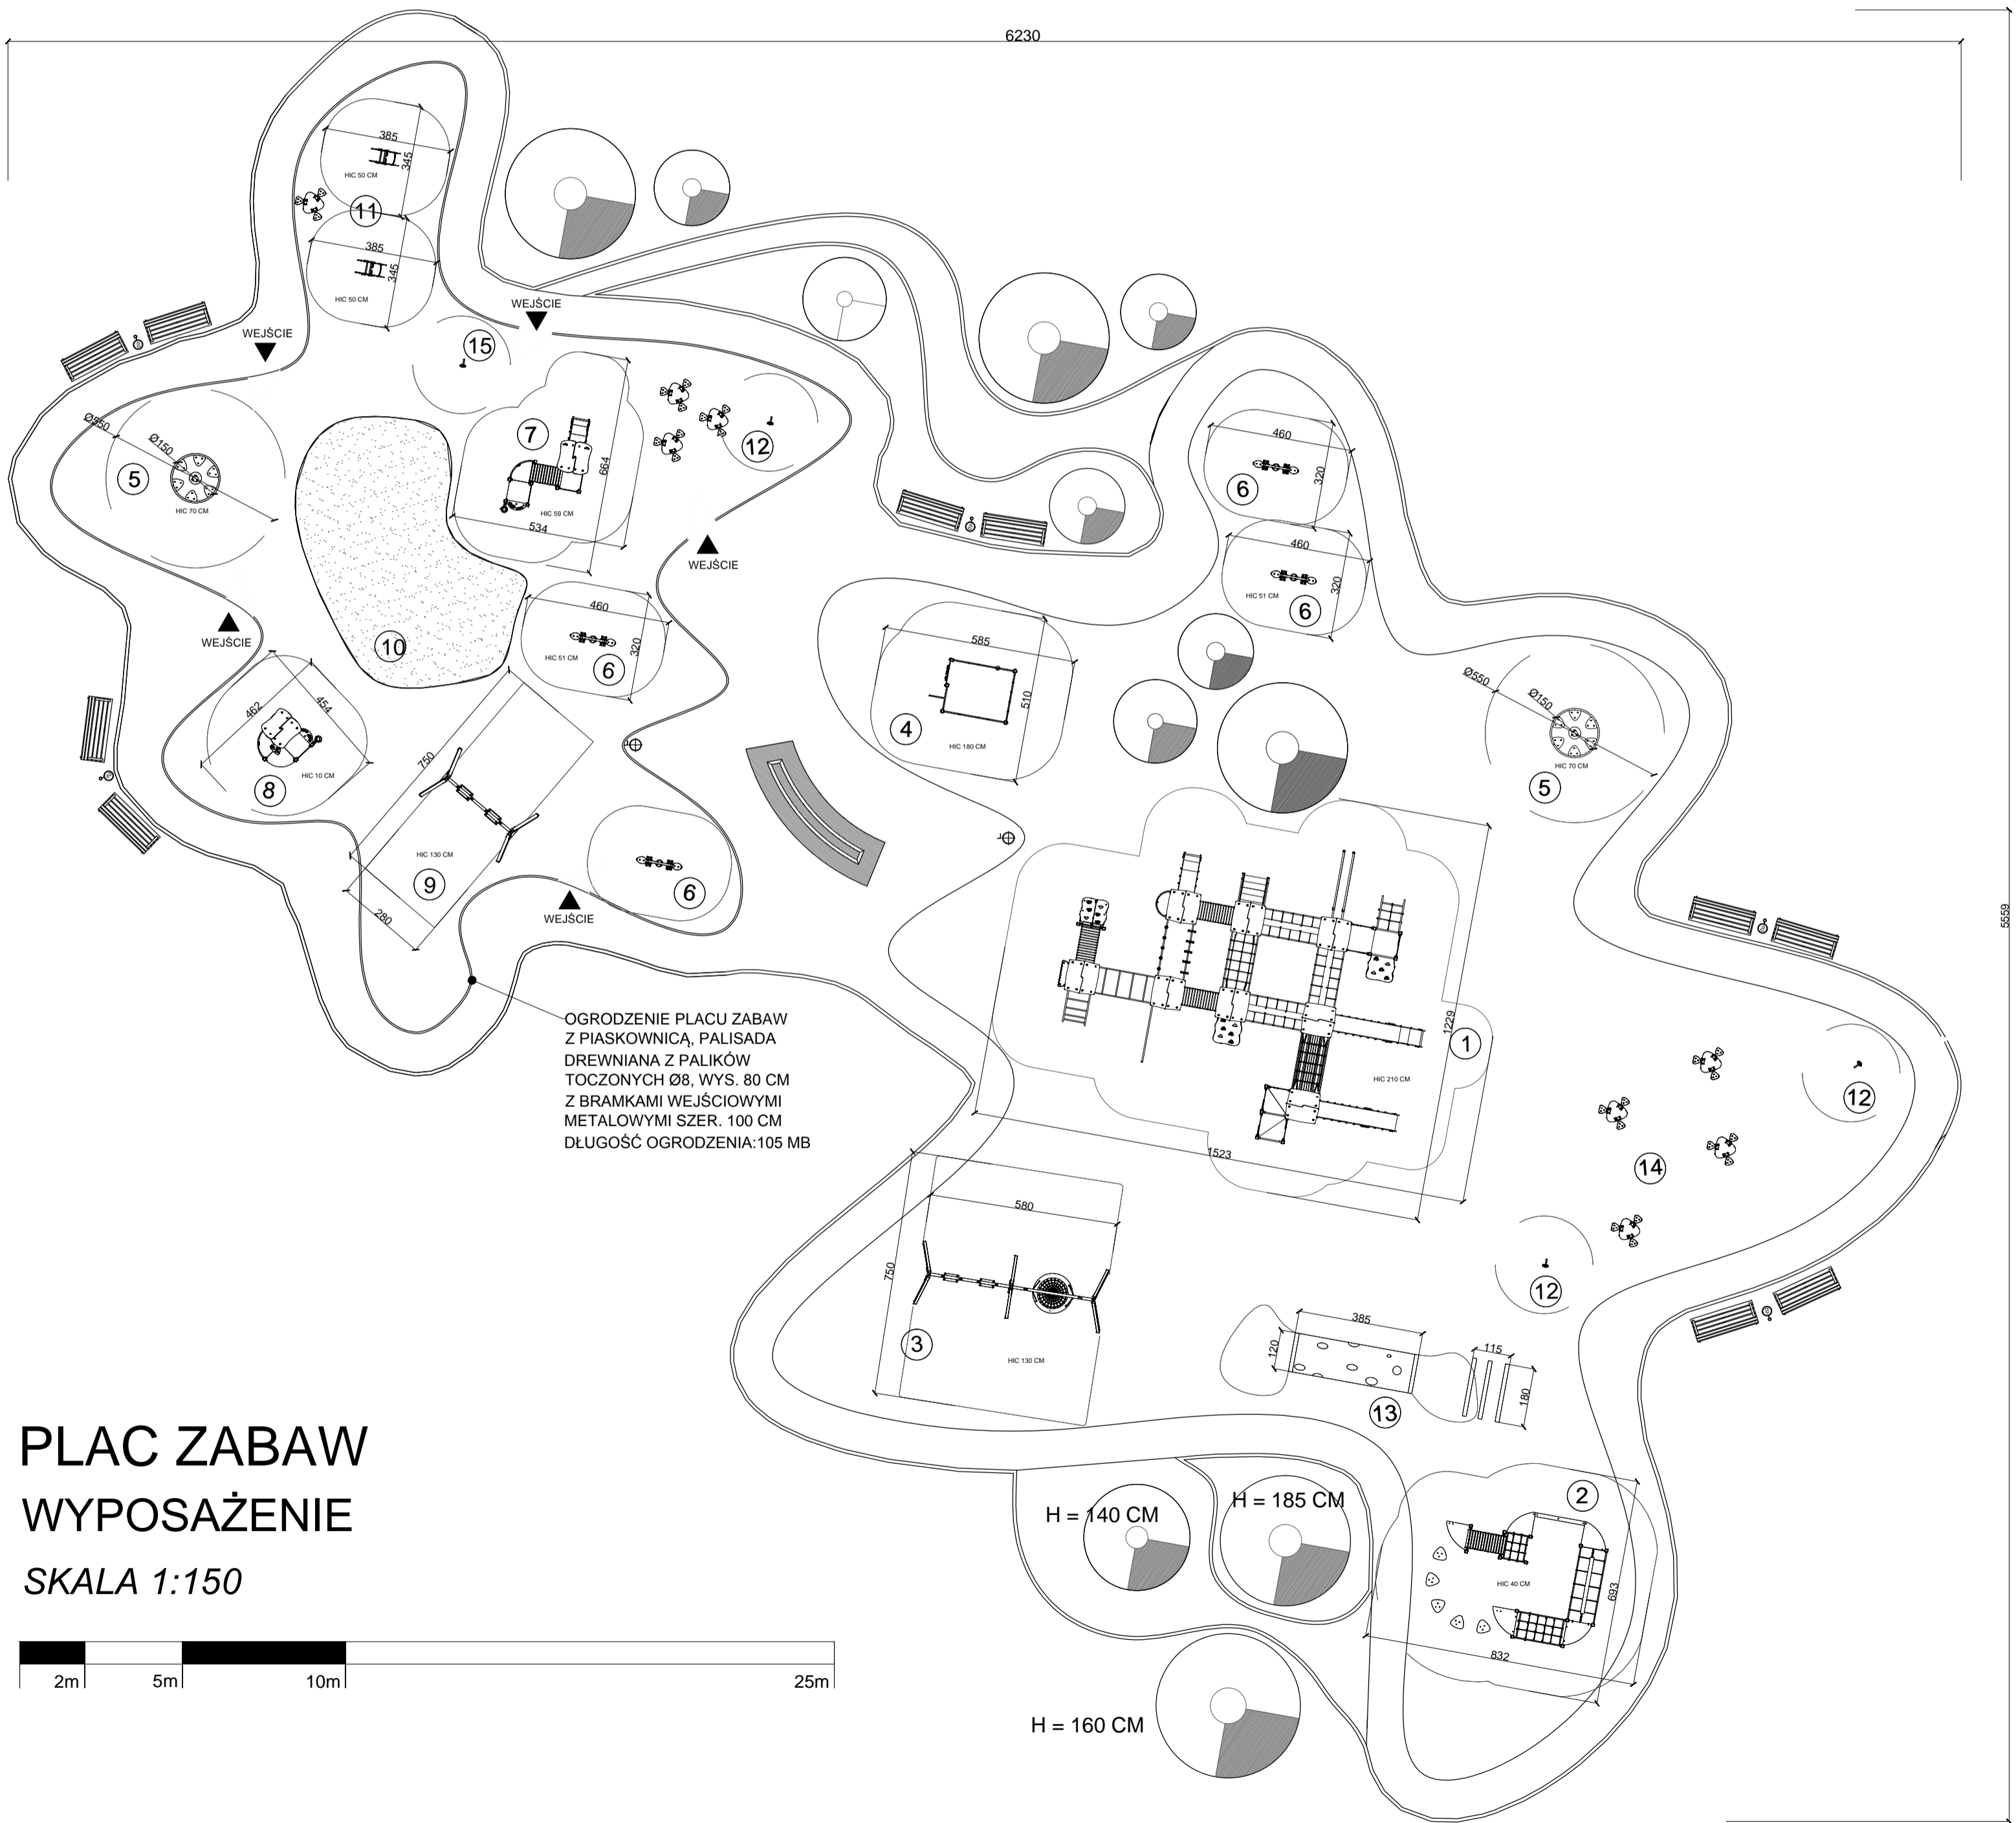 6230
385
345
HIC 50 CM
11
385
345
HIC 50 CM
WEJŚCIE
WEJŚCIE
15
Ø550
Ø150
5
HIC 70 CM
7
664
HIC 59 CM
534
12
WEJŚCIE
WEJŚCIE
10
460
320
HIC 51 CM
6
462
454
HIC 10 CM
8
750
HIC 130 CM
9
280
6
WEJŚCIE
460
320
6
460
320
HIC 51 CM
6
585
510
4
HIC 180 CM
Ø550
Ø150
HIC 70 CM
5
5559
1229
1
HIC 210 CM
1523
12
14
12
OGRODZENIE PLACU ZABAW
Z PIASKOWNICĄ, PALISADA
DREWNIANA Z PALIKÓW
TOCZONYCH Ø8, WYS. 80 CM
Z BRAMKAMI WEJŚCIOWYMI
METALOWYMI SZER. 100 CM
DŁUGOŚĆ OGRODZENIA:105 MB
580
750
3
HIC 130 CM
385
120
115
180
13
2
HIC 40 CM
693
832
H = 140 CM
H = 185 CM
H = 160 CM
PLAC ZABAW
WYPOSAŻENIE
SKALA 1:150
2m 5m 10m 25m